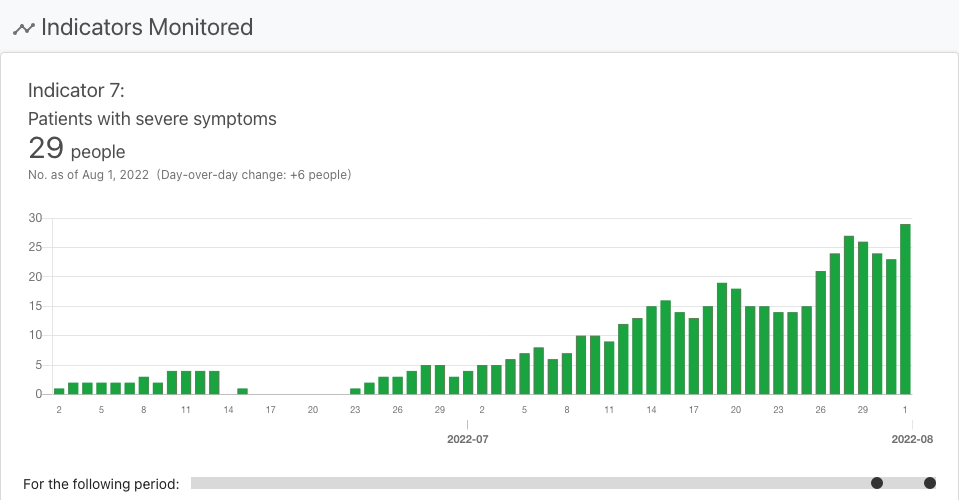 Indicators Monitored
Indicator 7:
Patients with severe symptoms
29 people
No. as of Aug 1, 2022 (Day-over-day change: +6 people)
30
25
20
15
10
5
0
2 5 8 11 14 17 20 23 26 29 2 5 8 11 14 17 20 23 26 29 1
2022-07 2022-08
For the following period: